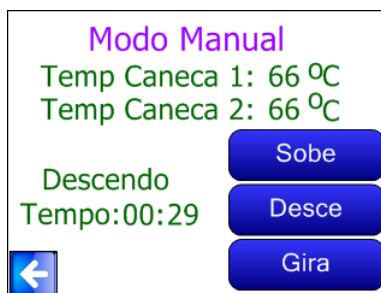 Modo Manual
Temp Caneca 1: 66 ºC
Temp Caneca 2: 66 ºC
Sobe
Descendo
Desce
Tempo:00:29
Gira